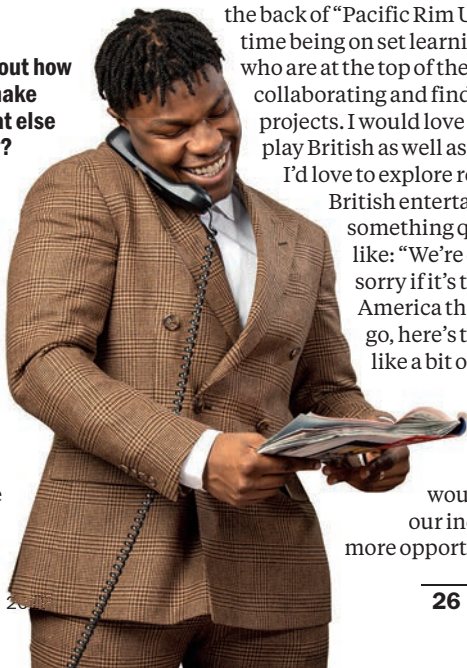 out how
make
at else
?
the back of “Pacific Rim U
time being on set learni
who are at the top of the
collaborating and find
projects. I would love
play British as well as
I’d love to explore r
British enterta
something q
like: “We’re
sorry if it’s t
America th
go, here’s t
like a bit o
wou
our in
more opport
26